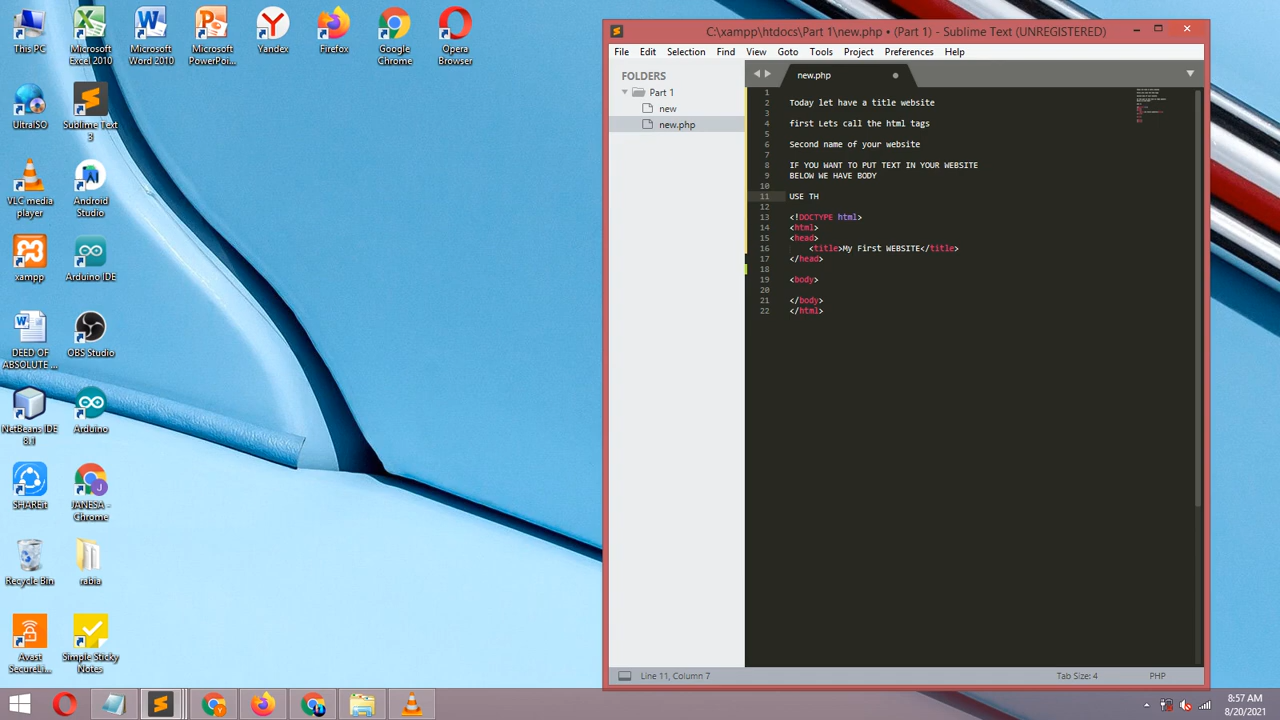 This PC
Microsoft
Excel 2010
Microsoft
Word 2010
Microsoft
PowerPoi...
Yandex
Firefox
Google
Chrome
Opera
Browser
UltraISO
Sublime Text
3
VLC media
player
Android
Studio
xampp
Arduino IDE
DEED OF
ABSOLUTE ...
OBS Studio
NetBeans IDE
8.1
Arduino
SHAREit
JANESA -
Chrome
Recycle Bin
rabia
Avast
SecureLi...
Simple Sticky
Notes
C:\xampp\htdocs\Part 1\new.php • (Part 1) - Sublime Text (UNREGISTERED)
File Edit Selection Find View Goto Tools Project Preferences Help
FOLDERS
Part 1
new
new.php
new.php
1
2 Today let have a title website
3
4 first Lets call the html tags
5
6 Second name of your website
7
8 IF YOU WANT TO PUT TEXT IN YOUR WEBSITE
9 BELOW WE HAVE BODY
10
11 USE TH
12
13 <!DOCTYPE html>
14 <html>
15 <head>
16 <title>My First WEBSITE</title>
17 </head>
18
19 <body>
20
21 </body>
22 </html>
Line 11, Column 7
Tab Size: 4
PHP
8:57 AM
8/20/2021